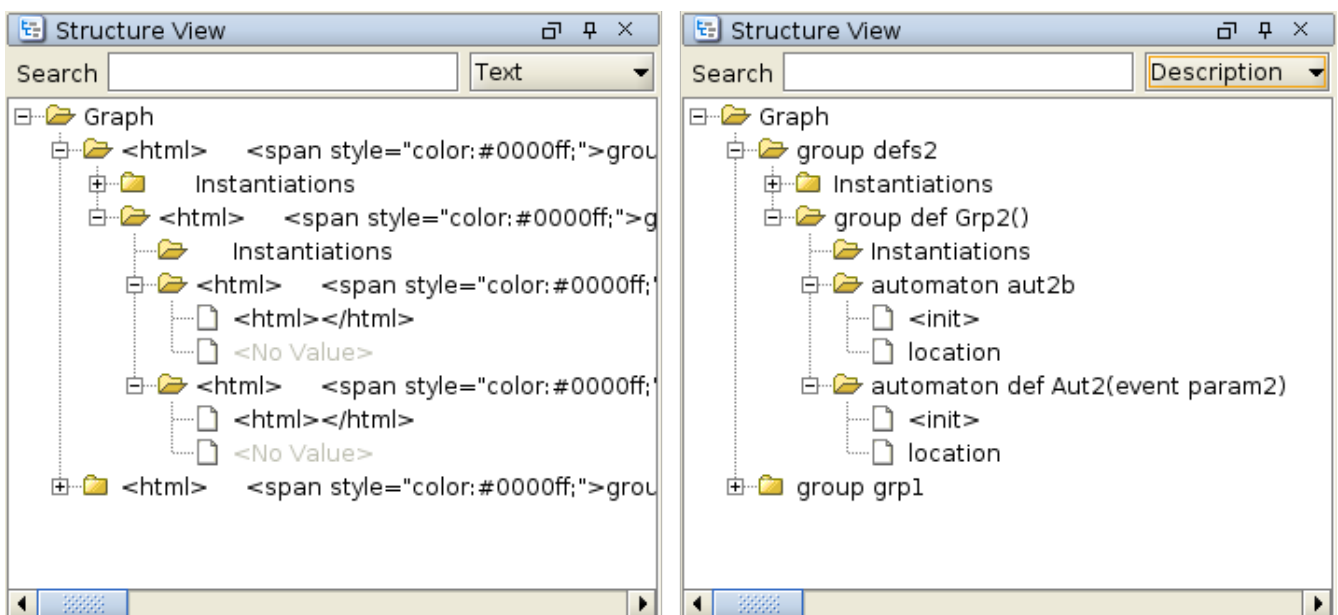 Structure View
Search Text
Graph
<html> <span style="color:#0000ff;">grou
Instantiations
<html> <span style="color:#0000ff;">g
Instantiations
<html> <span style="color:#0000ff;'
<html></html>
<No Value>
<html> <span style="color:#0000ff;'
<html></html>
<No Value>
<html> <span style="color:#0000ff;">grou
Structure View
Search Description
Graph
group defs2
Instantiations
group def Grp2()
Instantiations
automaton aut2b
<init>
location
automaton def Aut2(event param2)
<init>
location
group grp1